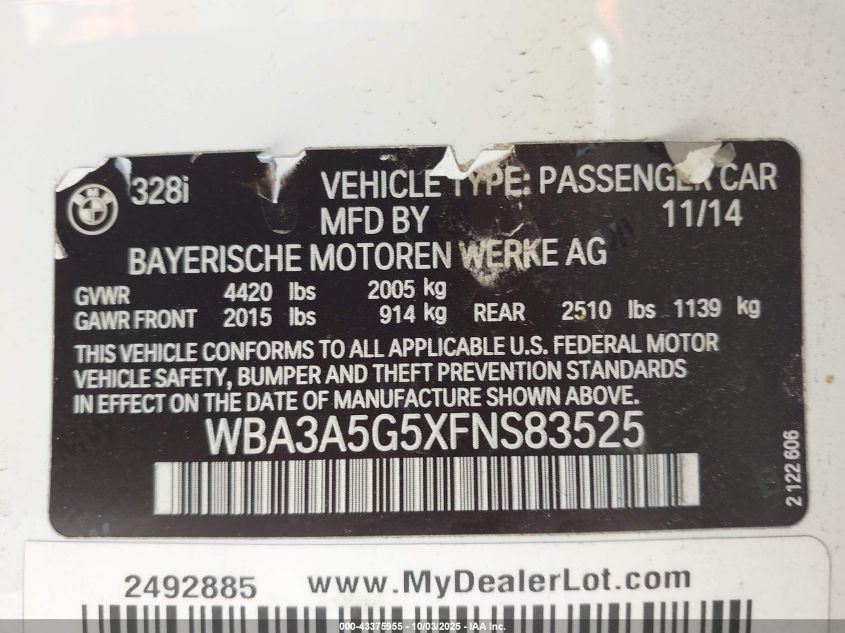 328i VEHICLE TYPE: PASSENGER CAR
MFD BY 11/14
BAYERISCHE MOTOREN WERKE AG
GVWR 4420 lbs 2005 kg
GAWR FRONT 2015 lbs 914 kg REAR 2510 lbs 1139 kg
THIS VEHICLE CONFORMS TO ALL APPLICABLE U.S. FEDERAL MOTOR
VEHICLE SAFETY, BUMPER AND THEFT PREVENTION STANDARDS
IN EFFECT ON THE DATE OF MANUFACTURE SHOWN ABOVE.
WBA3A5G5XFNS83525
2 122 606
2492885 www.MyDealerLot.com
000-43375955 - 10/03/2025 - IAA Inc.